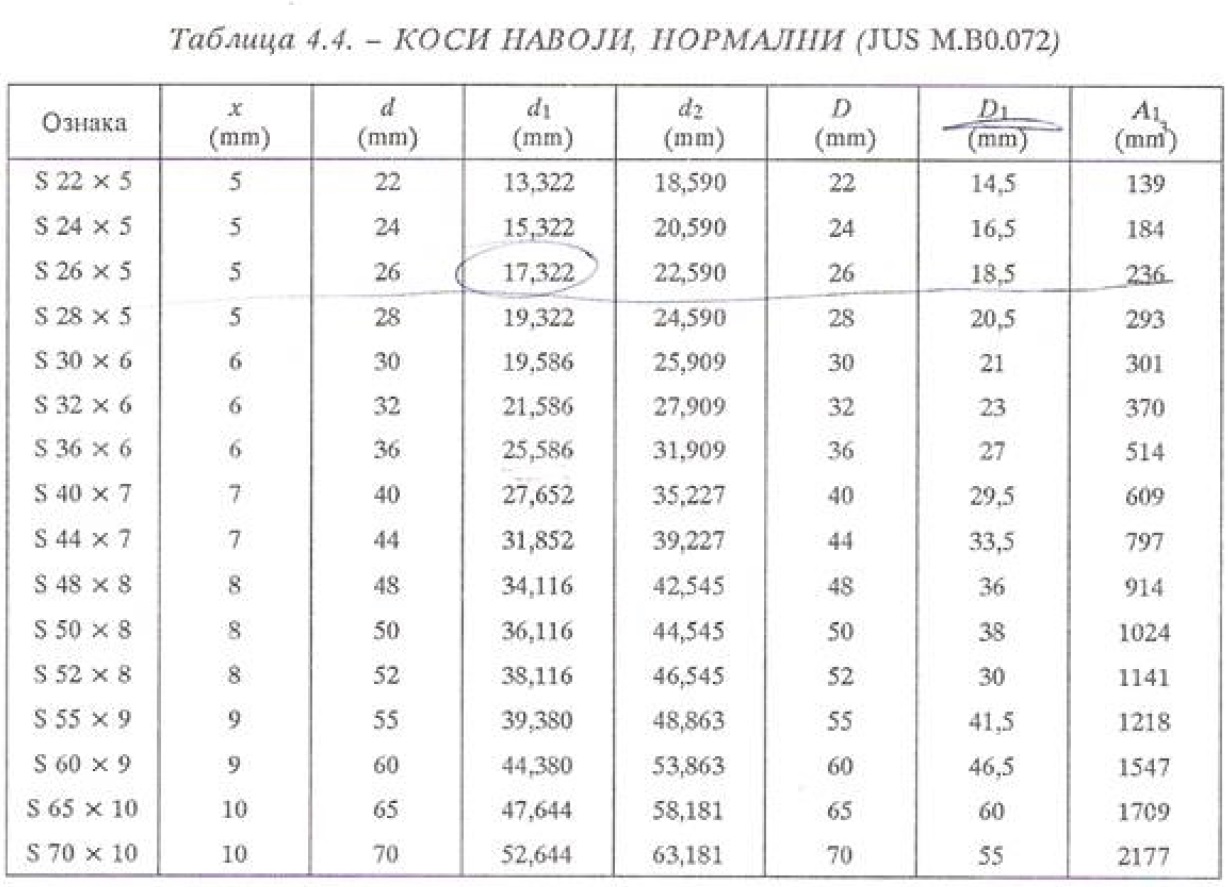 Таблица 4.4. – КОСИ НАВОЈИ, НОРМАЛНИ (JUS M.B0.072)
Ознака x (mm) d (mm) d1 (mm) d2 (mm) D (mm) D1 (mm) A1, (mm²)
S 22 × 5 5 22 13,322 18,590 22 14,5 139
S 24 × 5 5 24 15,322 20,590 24 16,5 184
S 26 × 5 5 26 17,322 22,590 26 18,5 236
S 28 × 5 5 28 19,322 24,590 28 20,5 293
S 30 × 6 6 30 19,586 25,909 30 21 301
S 32 × 6 6 32 21,586 27,909 32 23 370
S 36 × 6 6 36 25,586 31,909 36 27 514
S 40 × 7 7 40 27,652 35,227 40 29,5 609
S 44 × 7 7 44 31,852 39,227 44 33,5 797
S 48 × 8 8 48 34,116 42,545 48 36 914
S 50 × 8 8 50 36,116 44,545 50 38 1024
S 52 × 8 8 52 38,116 46,545 52 30 1141
S 55 × 9 9 55 39,380 48,863 55 41,5 1218
S 60 × 9 9 60 44,380 53,863 60 46,5 1547
S 65 × 10 10 65 47,644 58,181 65 60 1709
S 70 × 10 10 70 52,644 63,181 70 55 2177